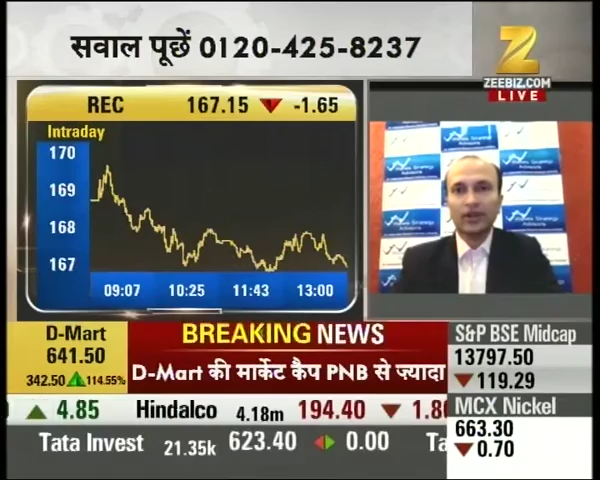 सवाल पूछें 0120-425-8237
ZEEBIZ.COM
LIVE
REC 167.15 -1.65
Intraday
170
169
168
167
09:07 10:25 11:43 13:00
D-Mart
641.50
342.50 114.55%
BREAKING NEWS
D-Mart की मार्केट कैप PNB से ज्यादा
S&P BSE Midcap
13797.50
119.29
4.85 Hindalco 4.18m 194.40 1.80
MCX Nickel
663.30
0.70
Tata Invest 21.35k 623.40 0.00 Ta